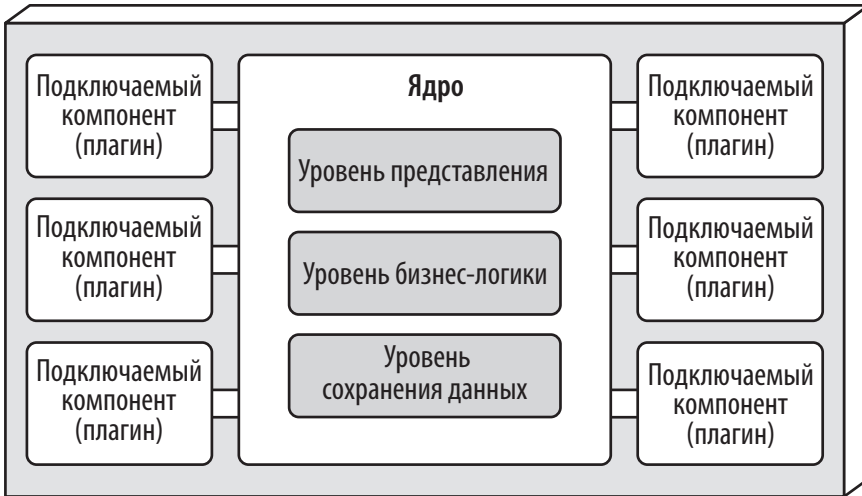 Подключаемый
компонент
(плагин)
Подключаемый
компонент
(плагин)
Подключаемый
компонент
(плагин)
Ядро
Уровень представления
Уровень бизнес-логики
Уровень
сохранения данных
Подключаемый
компонент
(плагин)
Подключаемый
компонент
(плагин)
Подключаемый
компонент
(плагин)